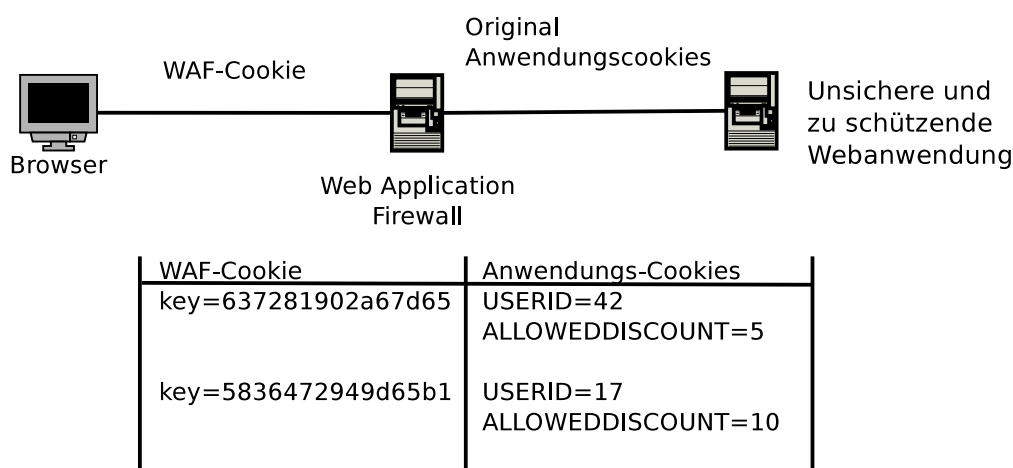 Original
Anwendungscookies
WAF-Cookie
Browser
Web Application
Firewall
Unsichere und
zu schützende
Webanwendung
WAF-Cookie
Anwendungs-Cookies
key=637281902a67d65
USERID=42
ALLOWEDDISCOUNT=5
key=5836472949d65b1
USERID=17
ALLOWEDDISCOUNT=10